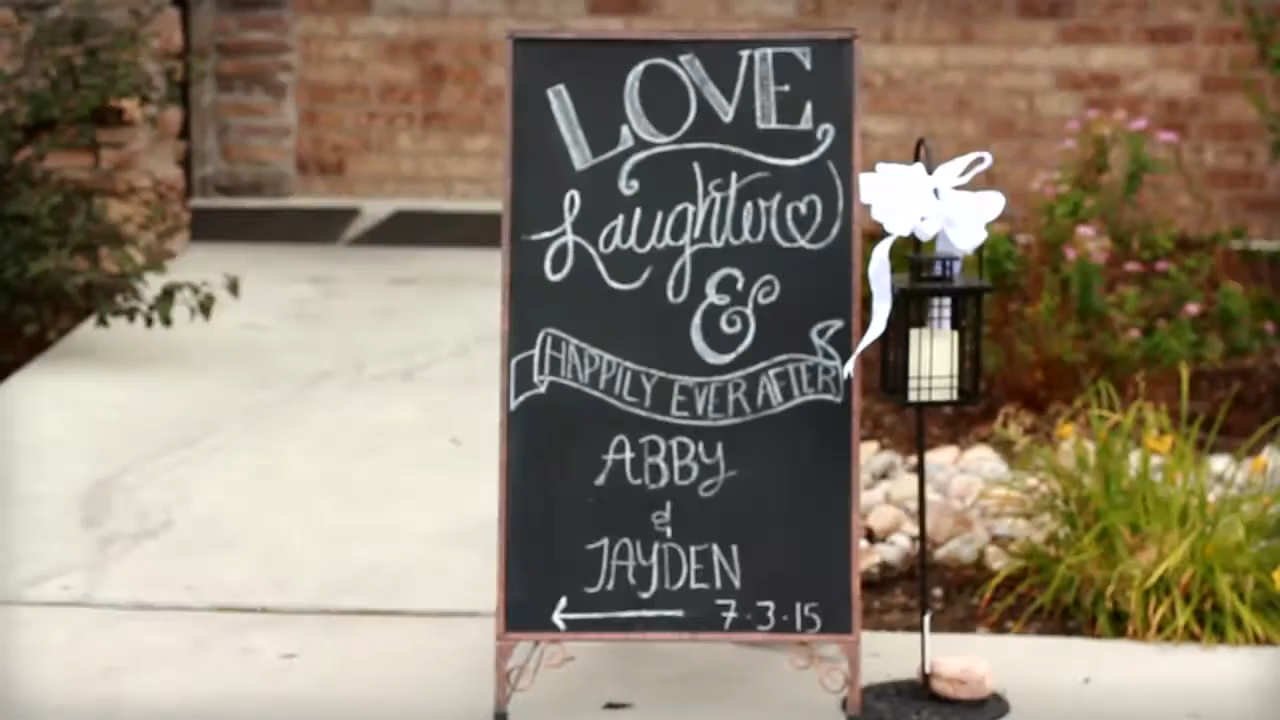 LOVE
Laughter
&
HAPPILY EVER AFTER
ABBY
&
JAYDEN
7·3·15